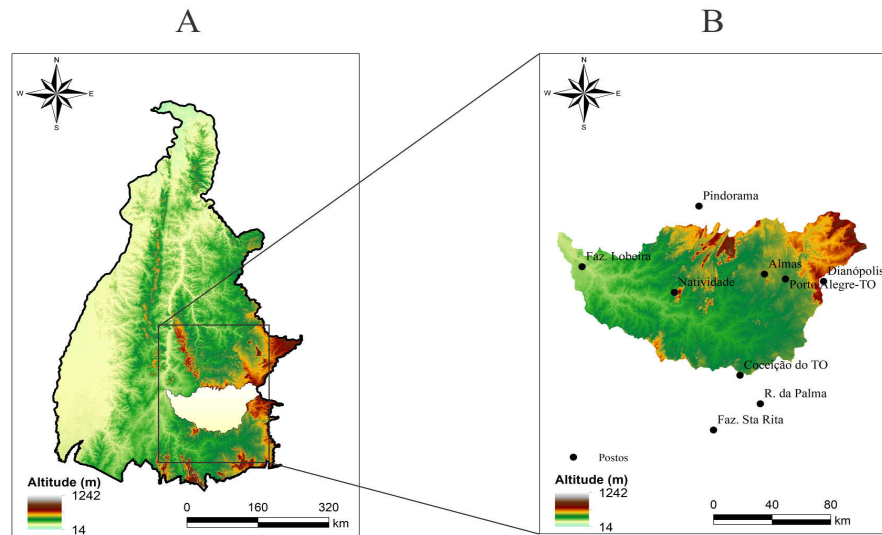 A
B
N
W E
S
Altitude (m)
1242
14
0 160 320
km
N
W E
S
Pindorama
Faz. Lobeira
Almas
Dianópolis
Natividade
Porto Alegre-TO
Coceição do TO
R. da Palma
Faz. Sta Rita
Postos
Altitude (m)
1242
14
0 40 80
km